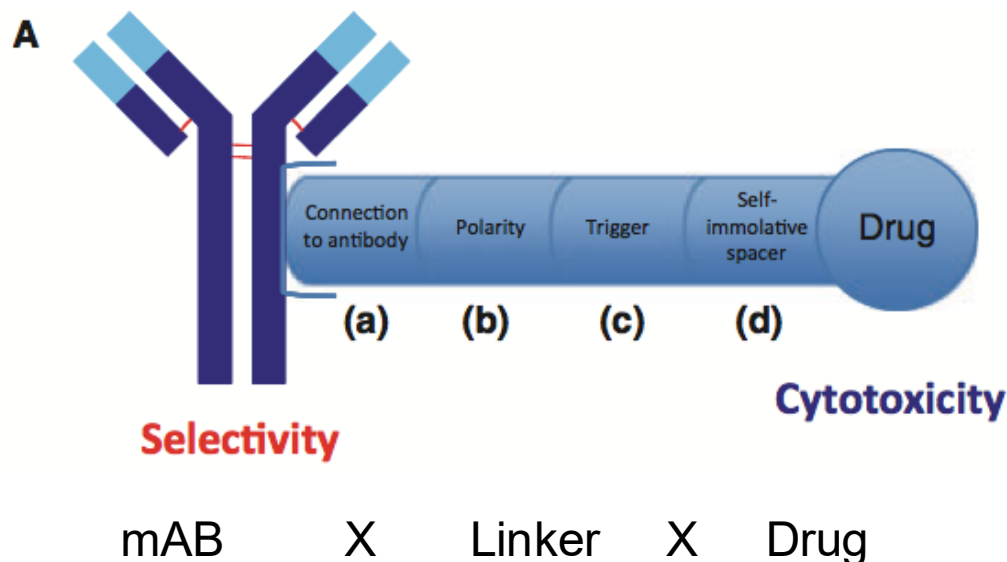 A
Connection
to antibody
Polarity
Trigger
Self-
immolative
spacer
Drug
(a)
(b)
(c)
(d)
Cytotoxicity
Selectivity
mAB X Linker X Drug